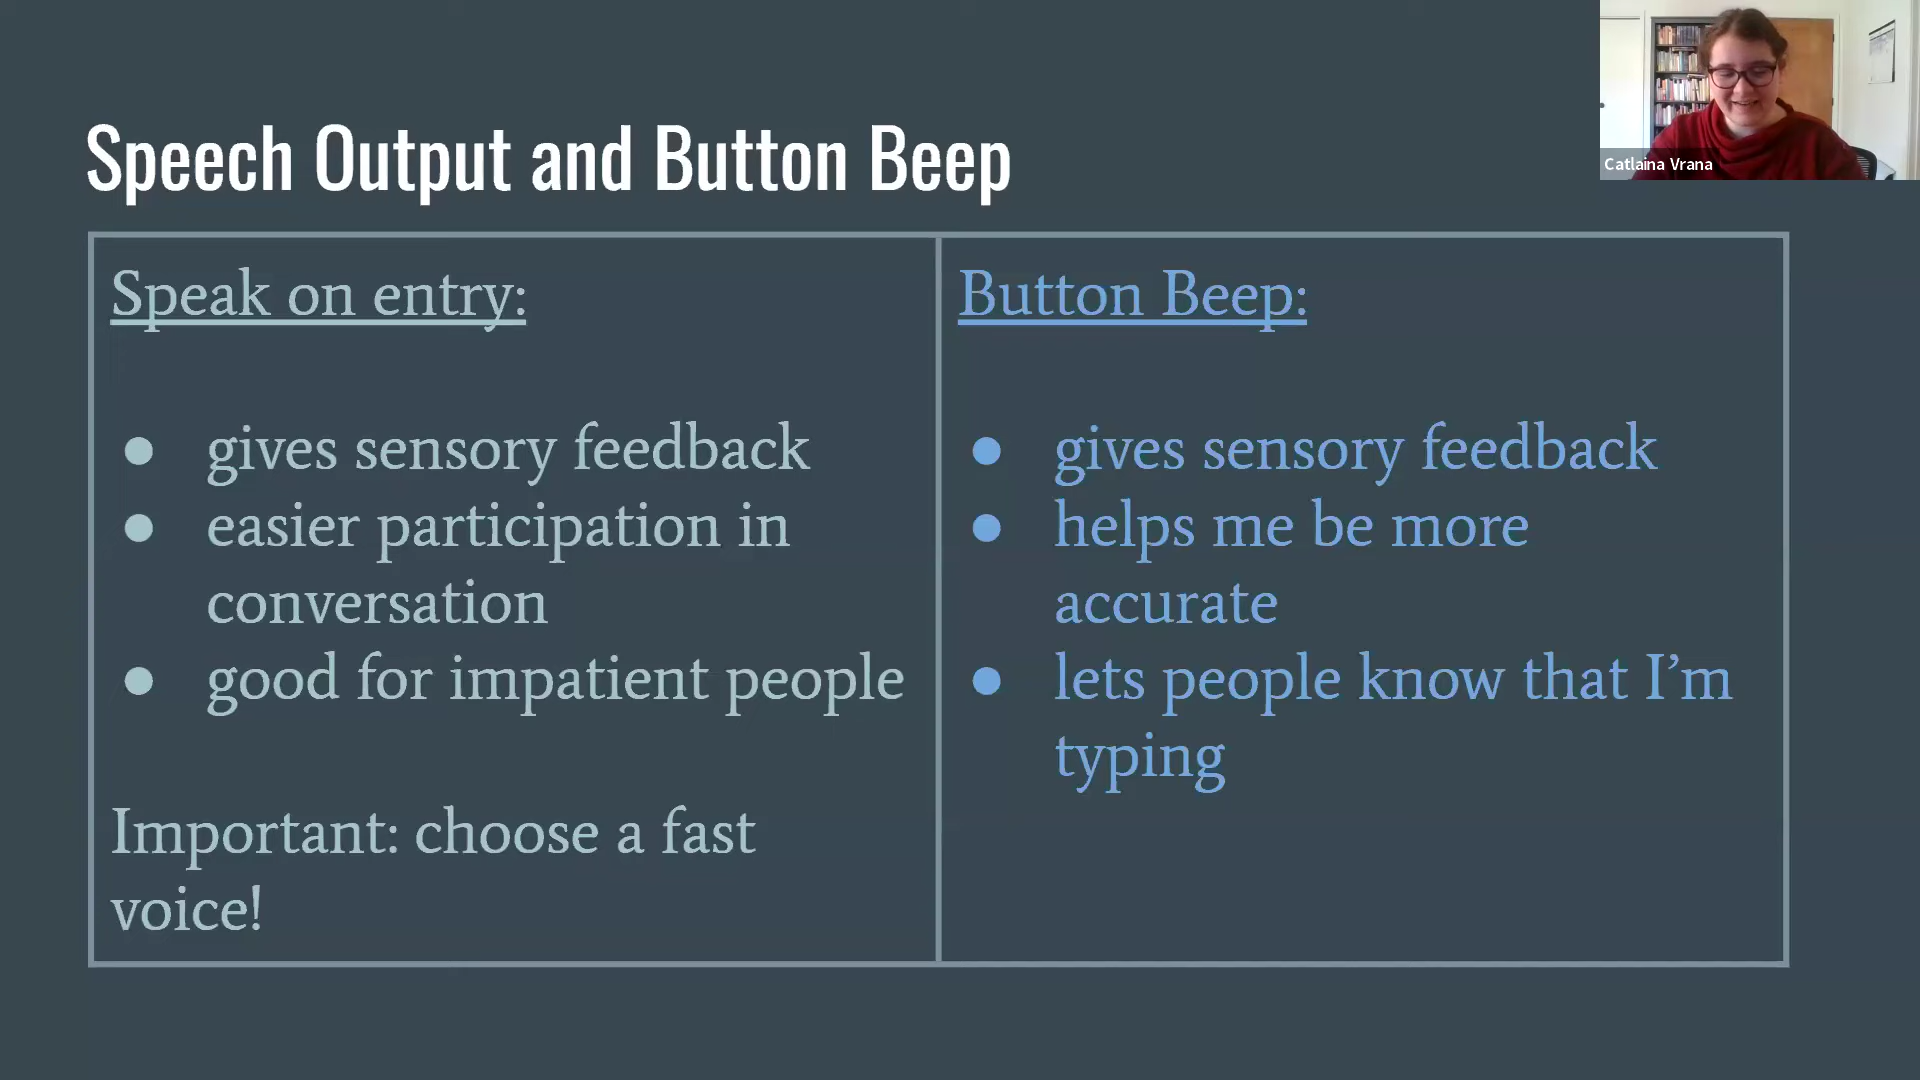 Catlaina Vrana
Speech Output and Button Beep
Speak on entry:
● gives sensory feedback
● easier participation in
conversation
● good for impatient people
Important: choose a fast
voice!
Button Beep:
● gives sensory feedback
● helps me be more
accurate
● lets people know that I’m
typing